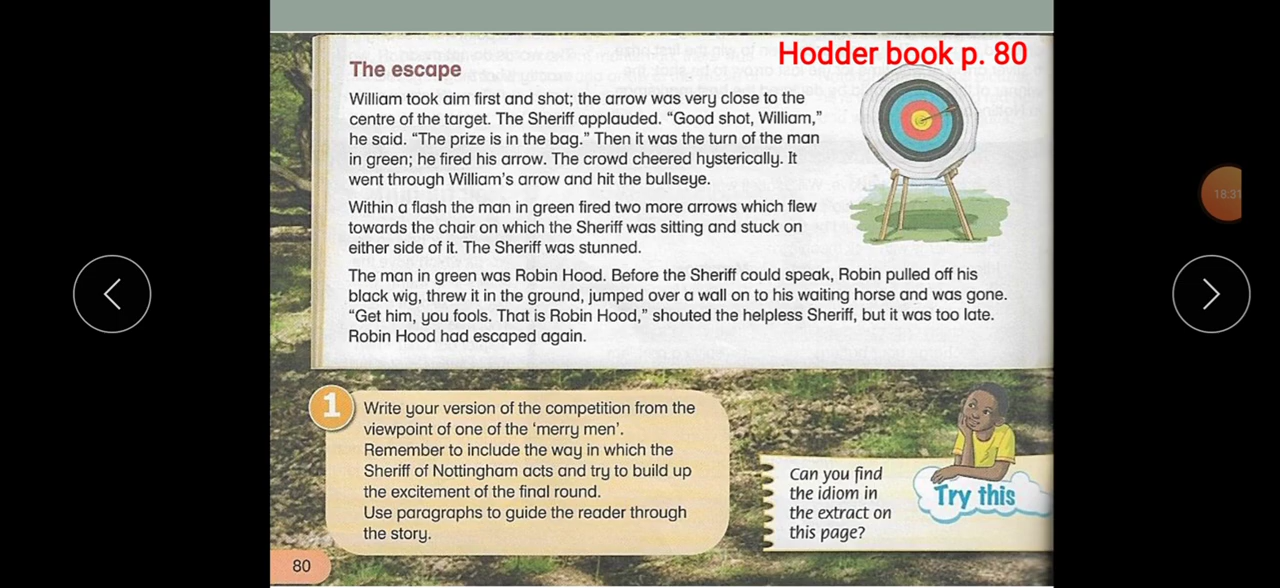 Hodder book p. 80
The escape
William took aim first and shot; the arrow was very close to the
centre of the target. The Sheriff applauded. “Good shot, William,”
he said. “The prize is in the bag.” Then it was the turn of the man
in green; he fired his arrow. The crowd cheered hysterically. It
went through William’s arrow and hit the bullseye.
Within a flash the man in green fired two more arrows which flew
towards the chair on which the Sheriff was sitting and stuck on
either side of it. The Sheriff was stunned.
The man in green was Robin Hood. Before the Sheriff could speak, Robin pulled off his
black wig, threw it in the ground, jumped over a wall on to his waiting horse and was gone.
“Get him, you fools. That is Robin Hood,” shouted the helpless Sheriff, but it was too late.
Robin Hood had escaped again.
1
Write your version of the competition from the
viewpoint of one of the ‘merry men’.
Remember to include the way in which the
Sheriff of Nottingham acts and try to build up
the excitement of the final round.
Use paragraphs to guide the reader through
the story.
Can you find
the idiom in
the extract on
this page?
Try this
80
18:31